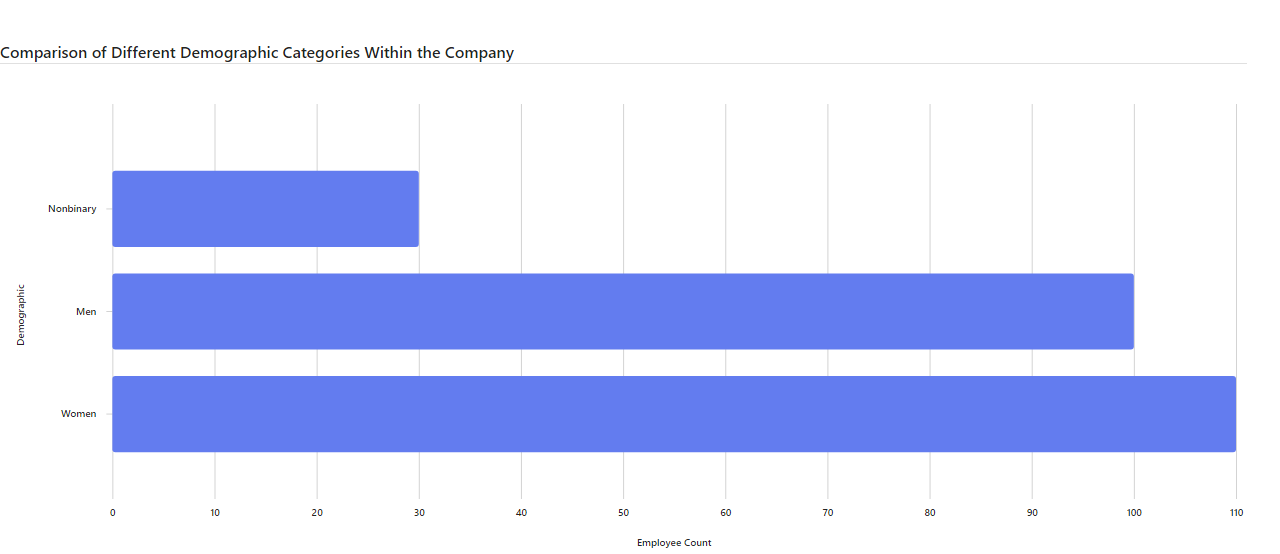 Comparison of Different Demographic Categories Within the Company
Nonbinary
Men
Women
Demographic
0 10 20 30 40 50 60 70 80 90 100 110
Employee Count